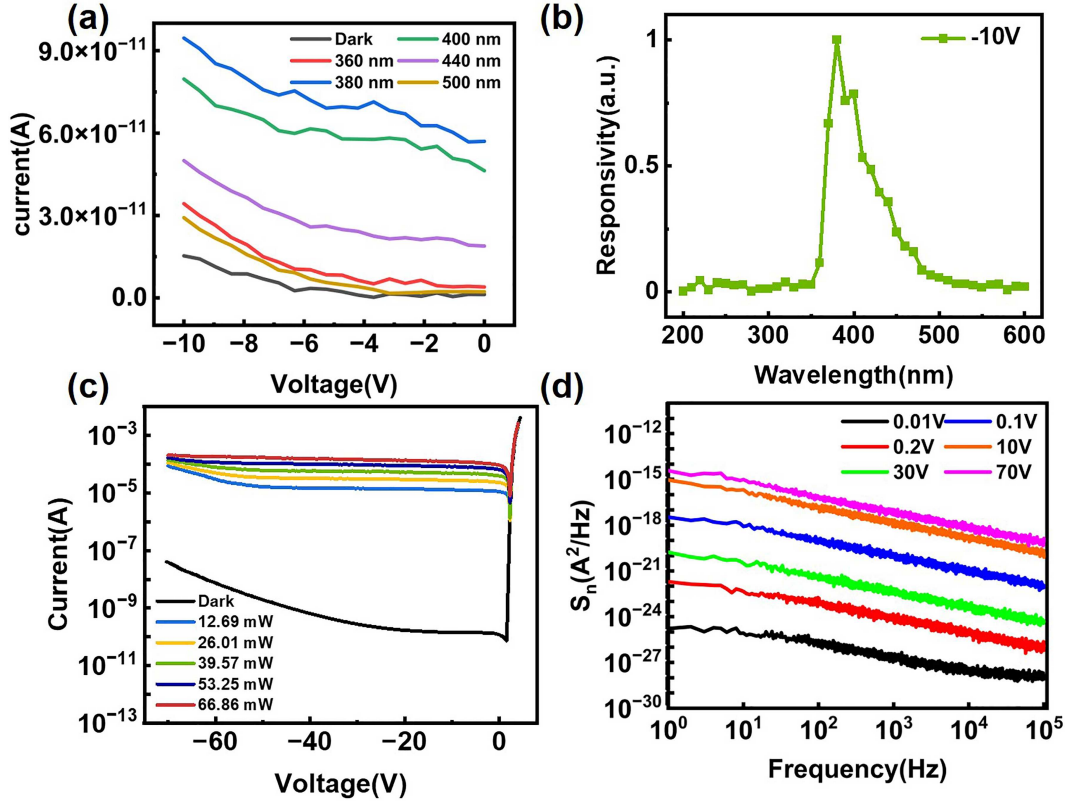 (a)
current(A)
9.0×10⁻¹¹
6.0×10⁻¹¹
3.0×10⁻¹¹
0.0
Dark 400 nm
360 nm 440 nm
380 nm 500 nm
−10 −8 −6 −4 −2 0
Voltage(V)
(b)
Responsivity(a.u.)
1
0.5
0
-10V
200 300 400 500 600
Wavelength(nm)
(c)
Current(A)
10⁻³
10⁻⁵
10⁻⁷
10⁻⁹
10⁻¹¹
10⁻¹³
Dark
12.69 mW
26.01 mW
39.57 mW
53.25 mW
66.86 mW
−60 −40 −20 0
Voltage(V)
(d)
Sₙ(A²/Hz)
10⁻¹²
10⁻¹⁵
10⁻¹⁸
10⁻²¹
10⁻²⁴
10⁻²⁷
10⁻³⁰
0.01V 0.1V
0.2V 10V
30V 70V
10⁰ 10¹ 10² 10³ 10⁴ 10⁵
Frequency(Hz)